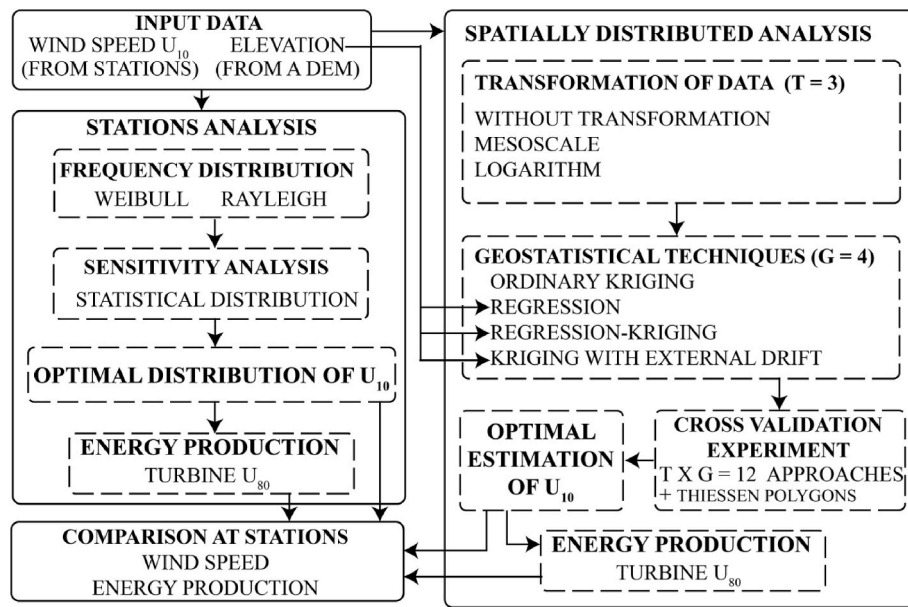 INPUT DATA
WIND SPEED U₁₀ ELEVATION
(FROM STATIONS) (FROM A DEM)
STATIONS ANALYSIS
FREQUENCY DISTRIBUTION
WEIBULL RAYLEIGH
SENSITIVITY ANALYSIS
STATISTICAL DISTRIBUTION
OPTIMAL DISTRIBUTION OF U₁₀
ENERGY PRODUCTION
TURBINE U₈₀
COMPARISON AT STATIONS
WIND SPEED
ENERGY PRODUCTION
SPATIALLY DISTRIBUTED ANALYSIS
TRANSFORMATION OF DATA (T = 3)
WITHOUT TRANSFORMATION
MESOSCALE
LOGARITHM
GEOSTATISTICAL TECHNIQUES (G = 4)
ORDINARY KRIGING
REGRESSION
REGRESSION-KRIGING
KRIGING WITH EXTERNAL DRIFT
CROSS VALIDATION
EXPERIMENT
T X G = 12 APPROACHES
+ THIESSEN POLYGONS
OPTIMAL
ESTIMATION
OF U₁₀
ENERGY PRODUCTION
TURBINE U₈₀